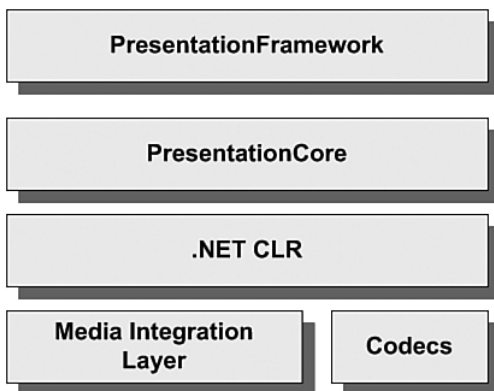 PresentationFramework
PresentationCore
.NET CLR
Media Integration
Layer
Codecs